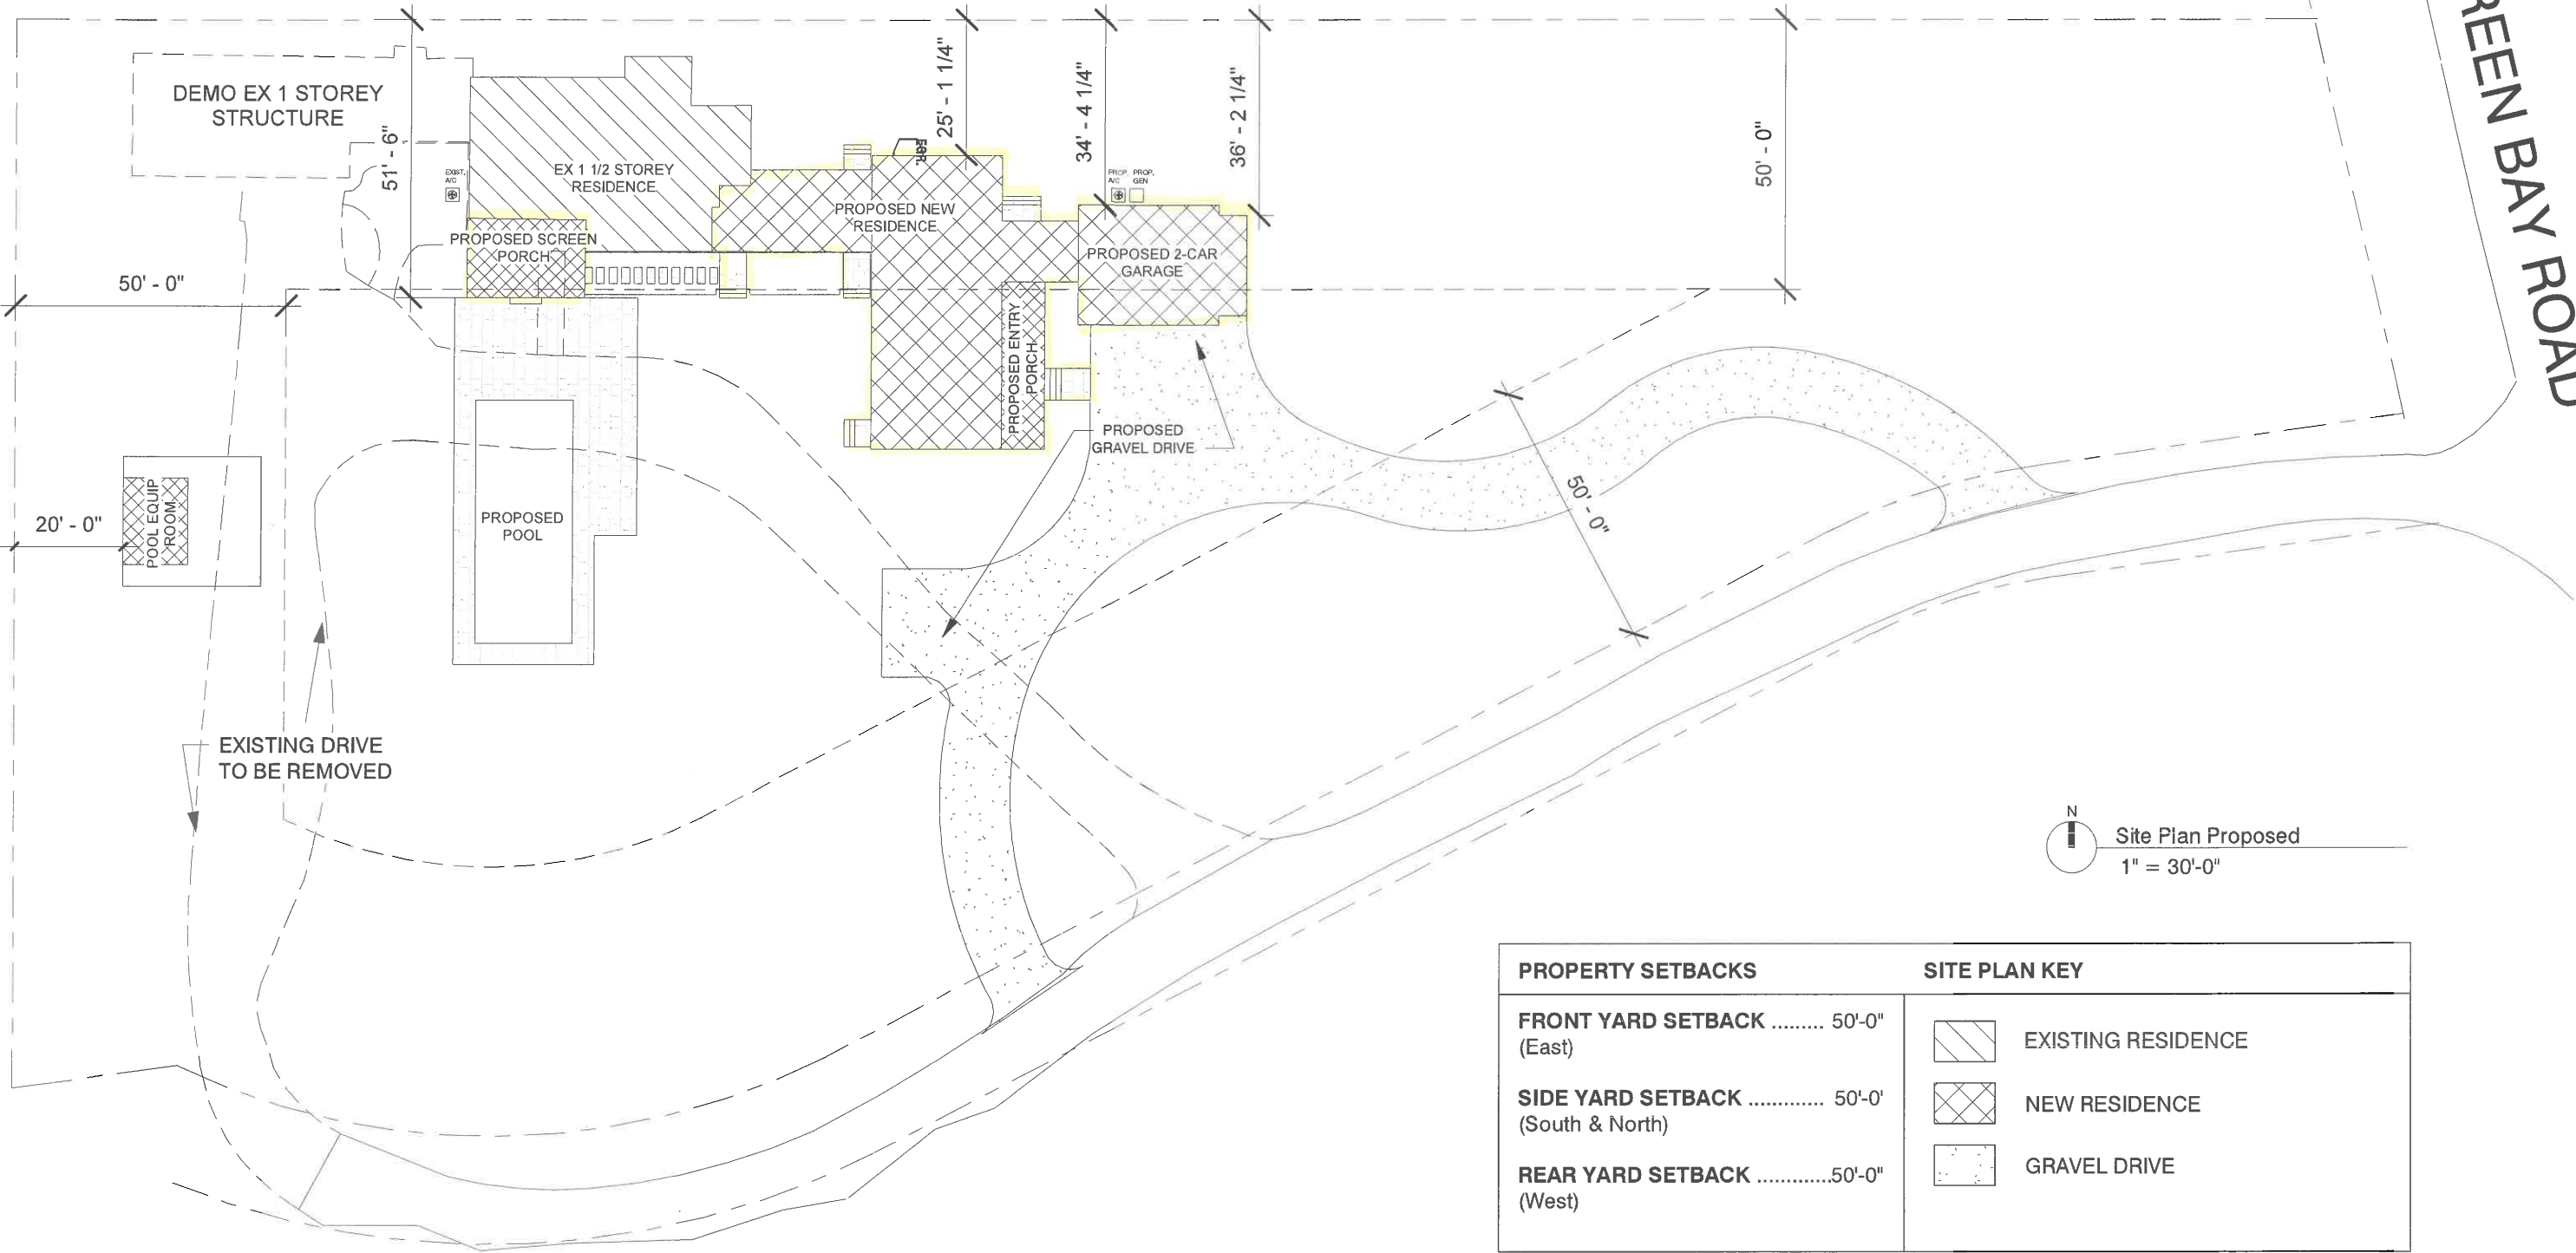 REEN BAY ROAD
DEMO EX 1 STOREY
STRUCTURE
51' - 6"
25' - 1 1/4"
34' - 4 1/4"
36' - 2 1/4"
50' - 0"
EXIST.
A/C
EX 1 1/2 STOREY
RESIDENCE
PROP. PROP.
A/C GEN
PROPOSED NEW
RESIDENCE
PROPOSED SCREEN
PORCH
PROPOSED 2-CAR
GARAGE
50' - 0"
PROPOSED ENTRY
PORCH
PROPOSED
GRAVEL DRIVE
50' - 0"
20' - 0"
POOL EQUIP
ROOM
PROPOSED
POOL
EXISTING DRIVE
TO BE REMOVED
N
Site Plan Proposed
1" = 30'-0"
PROPERTY SETBACKS
FRONT YARD SETBACK ......... 50'-0"
(East)
SIDE YARD SETBACK ............. 50'-0'
(South & North)
REAR YARD SETBACK .............50'-0"
(West)
SITE PLAN KEY
EXISTING RESIDENCE
NEW RESIDENCE
GRAVEL DRIVE